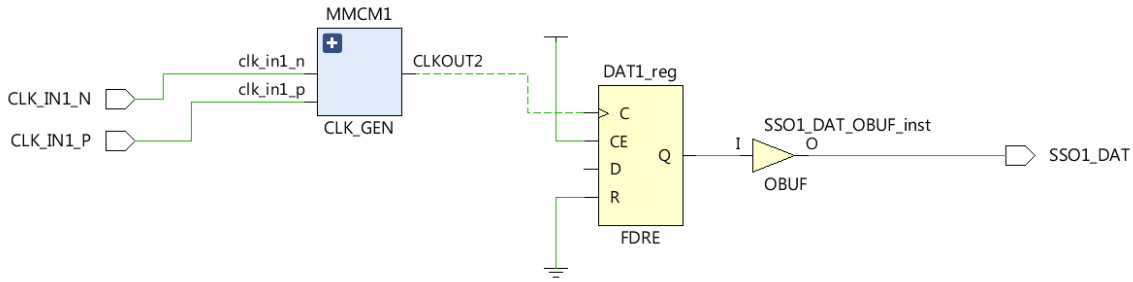 MMCM1
clk_in1_n
CLKOUT2
CLK_IN1_N
clk_in1_p
CLK_IN1_P
CLK_GEN
DAT1_reg
C
CE
D
R
Q
FDRE
SSO1_DAT_OBUF_inst
I
O
OBUF
SSO1_DAT